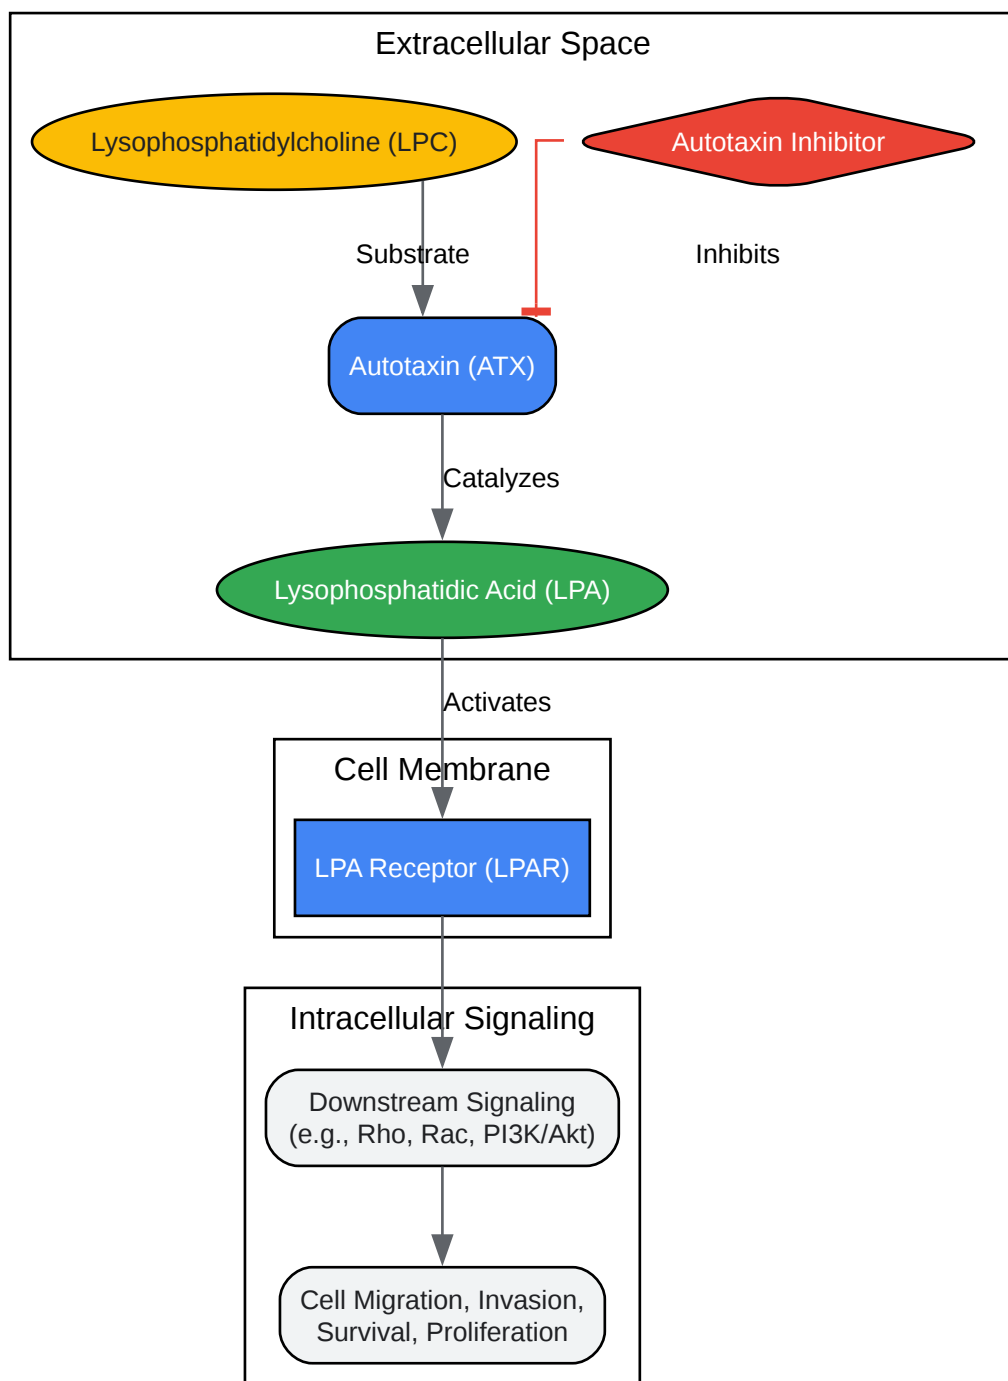 Extracellular Space
Lysophosphatidylcholine (LPC)
Autotaxin Inhibitor
Substrate
Inhibits
Autotaxin (ATX)
Catalyzes
Lysophosphatidic Acid (LPA)
Activates
Cell Membrane
LPA Receptor (LPAR)
Intracellular Signaling
Downstream Signaling
(e.g., Rho, Rac, PI3K/Akt)
Cell Migration, Invasion,
Survival, Proliferation